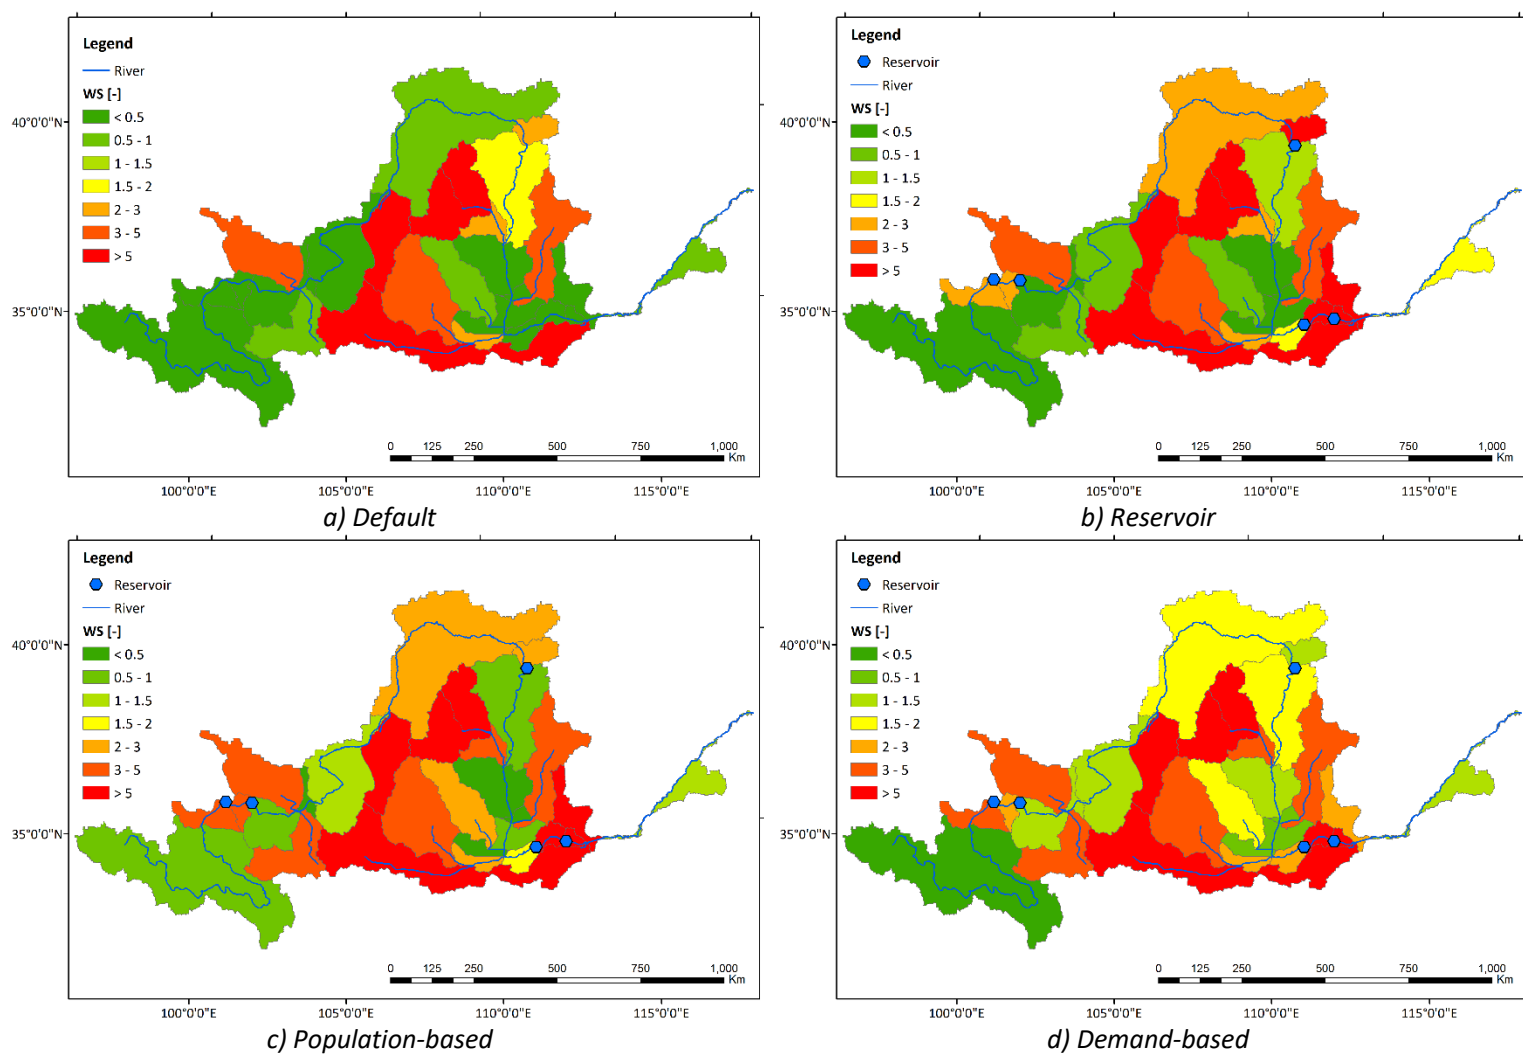 Legend
River
WS [-]
< 0.5
0.5 - 1
1 - 1.5
1.5 - 2
2 - 3
3 - 5
> 5
40°0'0"N
35°0'0"N
0 125 250 500 750 1,000
Km
100°0'0"E 105°0'0"E 110°0'0"E 115°0'0"E
a) Default
Legend
Reservoir
River
WS [-]
< 0.5
0.5 - 1
1 - 1.5
1.5 - 2
2 - 3
3 - 5
> 5
40°0'0"N
35°0'0"N
0 125 250 500 750 1,000
Km
100°0'0"E 105°0'0"E 110°0'0"E 115°0'0"E
b) Reservoir
Legend
Reservoir
River
WS [-]
< 0.5
0.5 - 1
1 - 1.5
1.5 - 2
2 - 3
3 - 5
> 5
40°0'0"N
35°0'0"N
0 125 250 500 750 1,000
Km
100°0'0"E 105°0'0"E 110°0'0"E 115°0'0"E
c) Population-based
Legend
Reservoir
River
WS [-]
< 0.5
0.5 - 1
1 - 1.5
1.5 - 2
2 - 3
3 - 5
> 5
40°0'0"N
35°0'0"N
0 125 250 500 750 1,000
Km
100°0'0"E 105°0'0"E 110°0'0"E 115°0'0"E
d) Demand-based